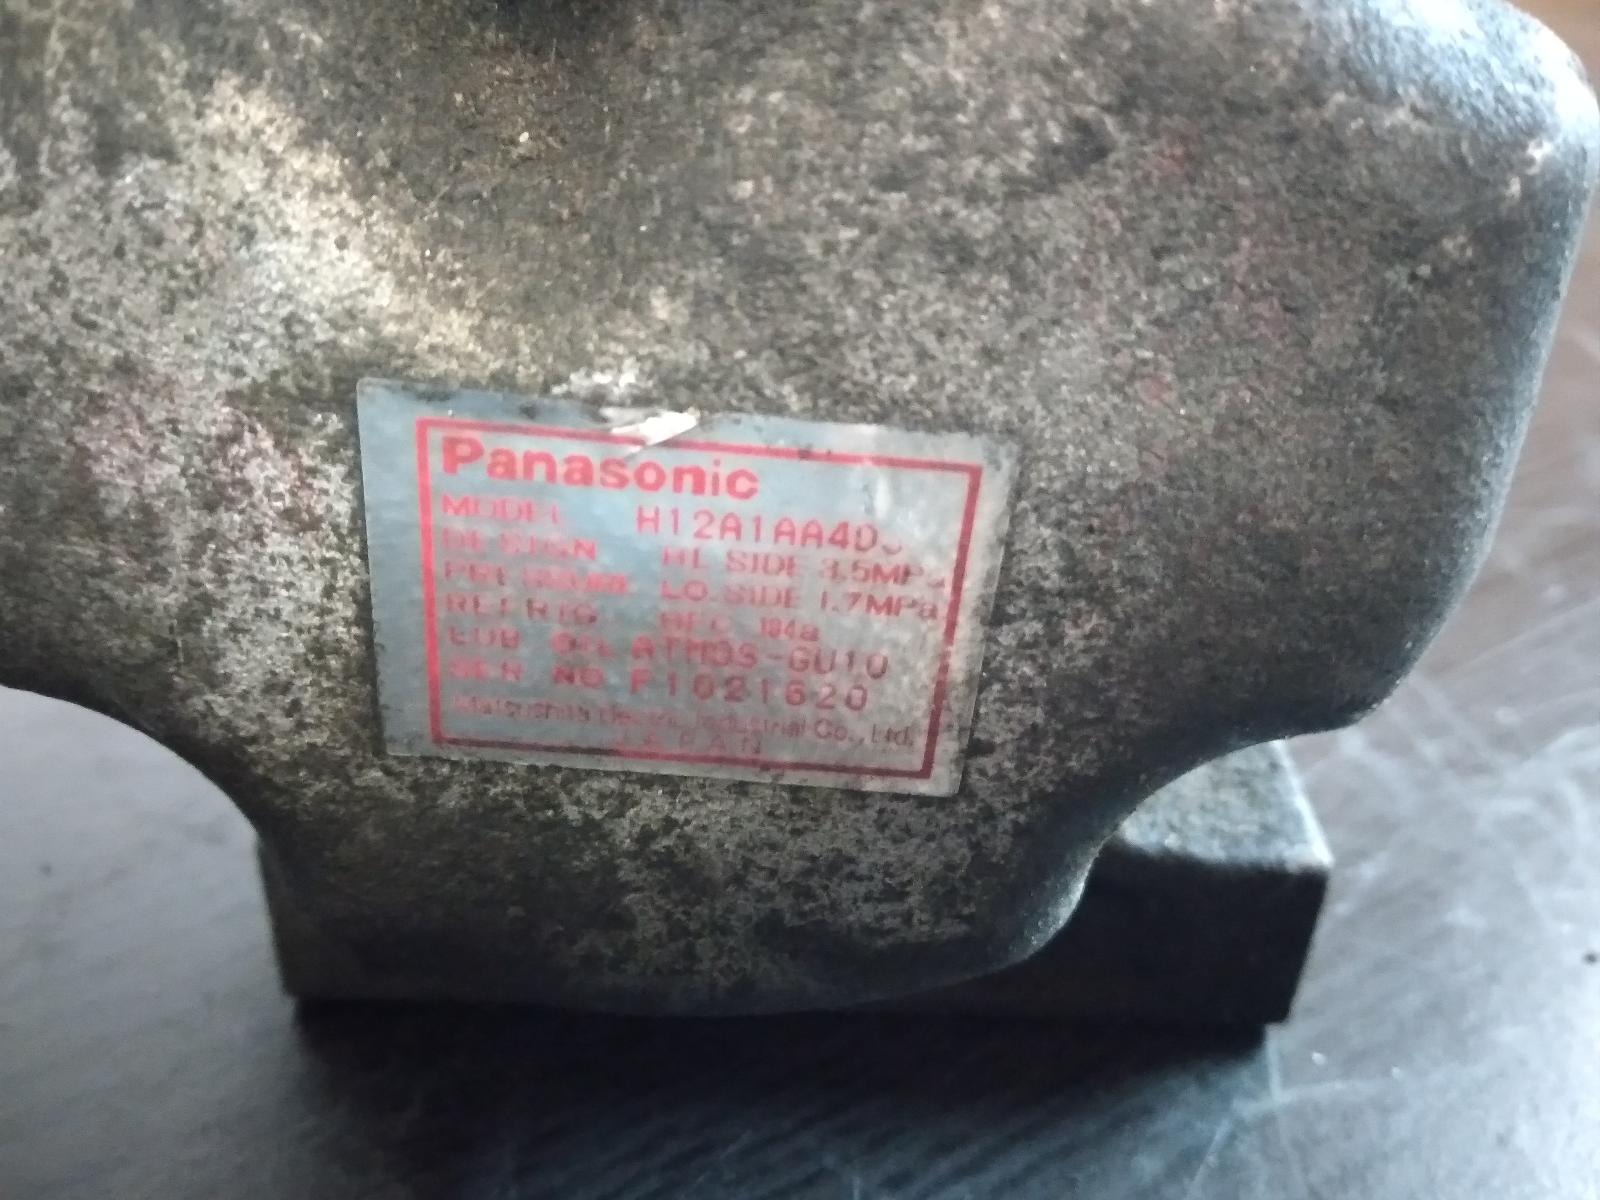 Panasonic
MODEL H12A1AA4D
DESIGN HI. SIDE 3.5MPa
PRESSURE LO. SIDE 1.7MPa
REFRIG. HFC 134a
LUB OIL ATMOS-GU10
SER NO F1021620
Matsushita Electric Industrial Co., Ltd.
JAPAN